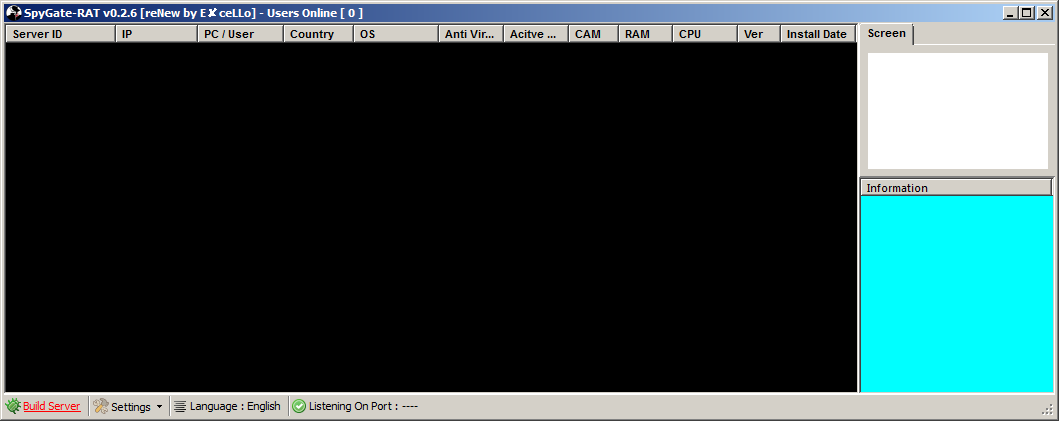 SpyGate-RAT v0.2.6 [reNew by E✘ceLLo] - Users Online [ 0 ]
Server ID IP PC / User Country OS Anti Vir... Acitve ... CAM RAM CPU Ver Install Date Screen
Information
Build Server Settings Language : English Listening On Port : ----